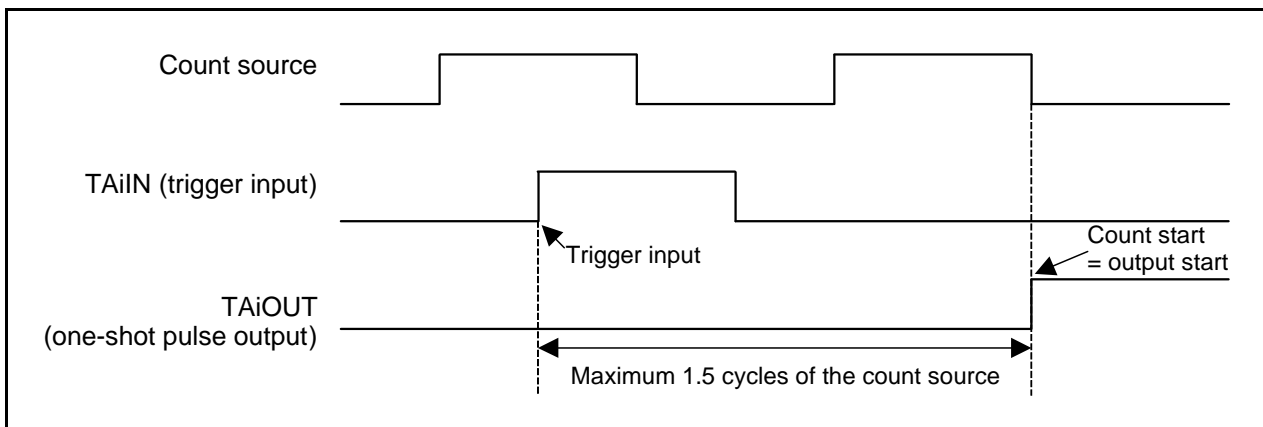 Count source
TAiIN (trigger input)
Trigger input
Count start
= output start
TAiOUT
(one-shot pulse output)
Maximum 1.5 cycles of the count source